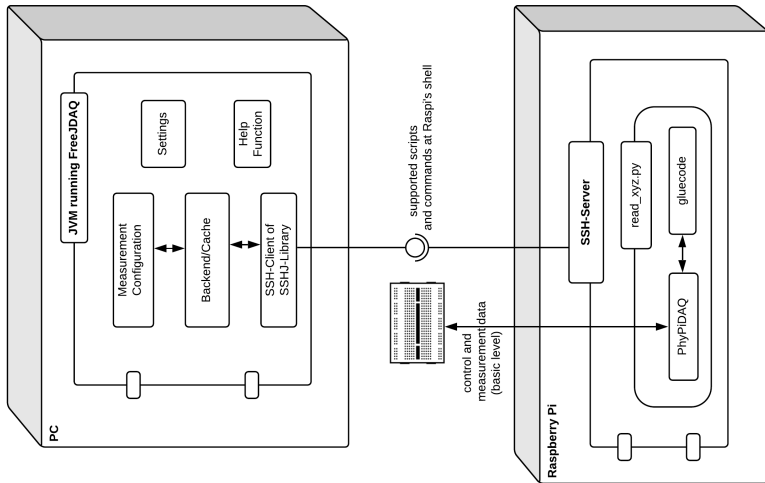 PC
JVM running FreeJDAQ
Measurement
Configuration
Backend/Cache
SSH-Client of
SSHJ-Library
Settings
Help
Function
supported scripts
and commands at Raspi's shell
control and
measurement data
(basic level)
Raspberry Pi
SSH-Server
read_xyz.py
PhyPiDAQ
gluecode